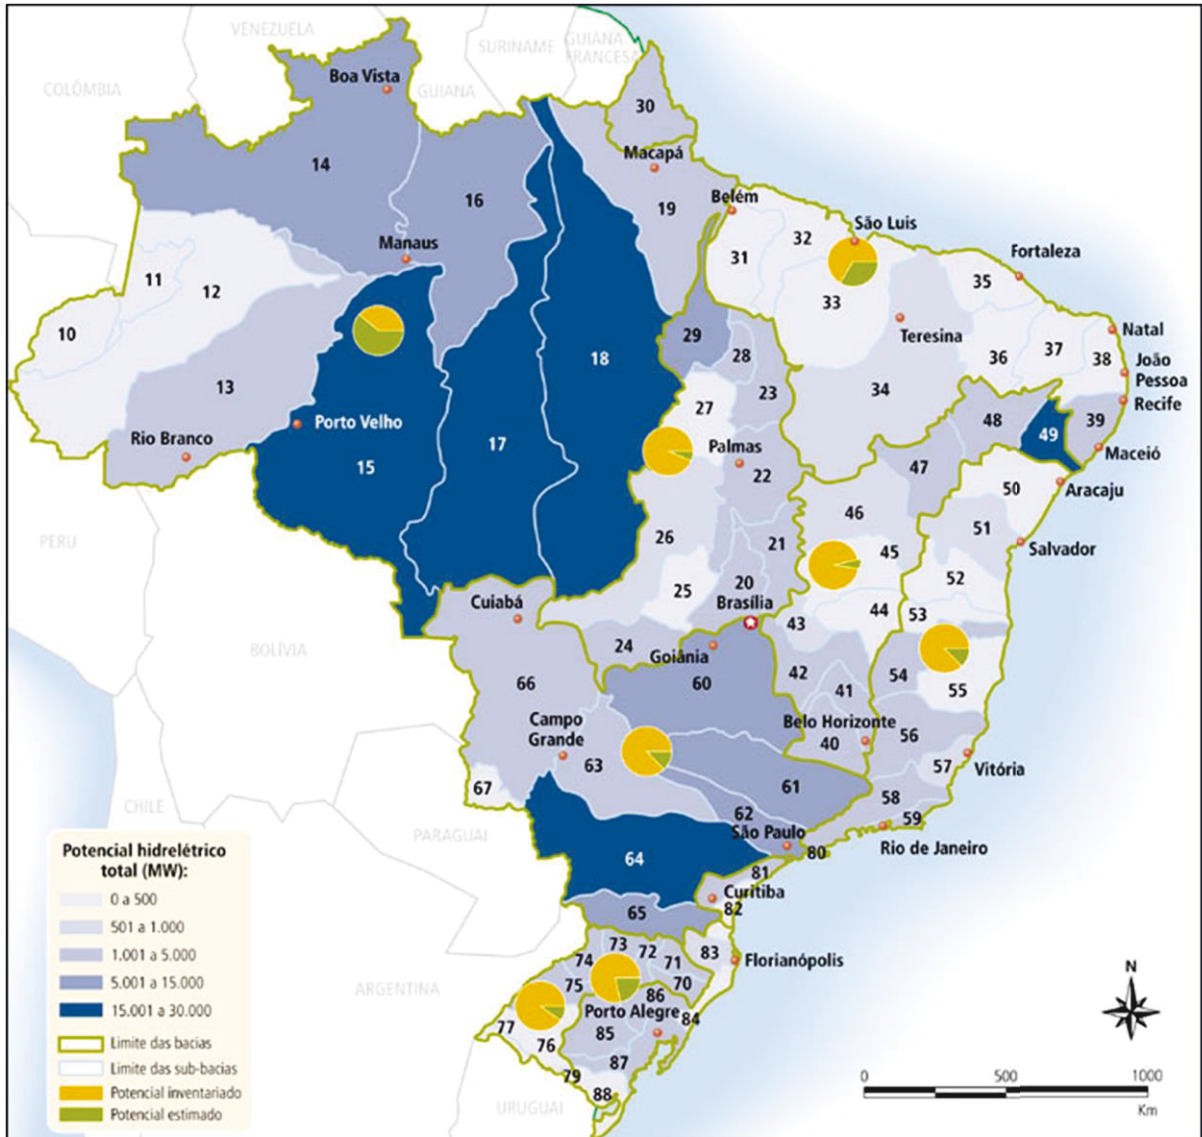 VENEZUELA
SURINAME
GUIANA
FRANCESA
COLÔMBIA
GUIANA
Boa Vista
30
14
Macapá
16
19
Belém
32
São Luis
Manaus
31
Fortaleza
11
12
35
33
10
29
Teresina
Natal
28
36
37
38
João
Pessoa
18
13
23
34
Recife
27
Porto Velho
48
39
Rio Branco
17
49
Palmas
Maceió
15
47
22
50
Aracaju
46
51
PERU
26
21
45
Salvador
52
25
20
Cuiabá
Brasília
44
53
43
BOLÍVIA
24
Goiânia
54
66
60
42
41
55
Campo
Grande
Belo Horizonte
40
56
63
57
Vitória
67
61
58
CHILE
62
59
PARAGUAI
São Paulo
80
Rio de Janeiro
64
81
Curitiba
65
82
73
72
83
74
71
Florianópolis
75
70
ARGENTINA
86
Porto Alegre
84
77
85
76
87
79
88
URUGUAI
Potencial hidrelétrico
total (MW):
0 a 500
501 a 1.000
1.001 a 5.000
5.001 a 15.000
15.001 a 30.000
Limite das bacias
Limite das sub-bacias
Potencial inventariado
Potencial estimado
N
0 500 1000
Km